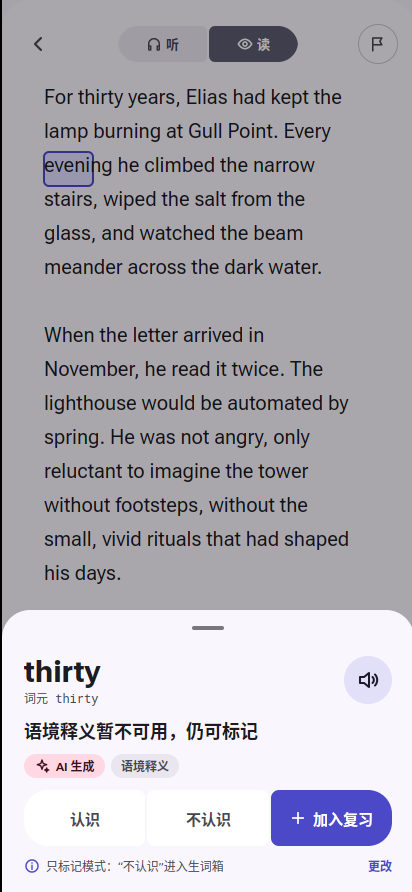 听 读
For thirty years, Elias had kept the
lamp burning at Gull Point. Every
evening he climbed the narrow
stairs, wiped the salt from the
glass, and watched the beam
meander across the dark water.
When the letter arrived in
November, he read it twice. The
lighthouse would be automated by
spring. He was not angry, only
reluctant to imagine the tower
without footsteps, without the
small, vivid rituals that had shaped
his days.
thirty
词元 thirty
语境释义暂不可用，仍可标记
AI 生成 语境释义
认识 不认识 加入复习
只标记模式：“不认识”进入生词箱 更改